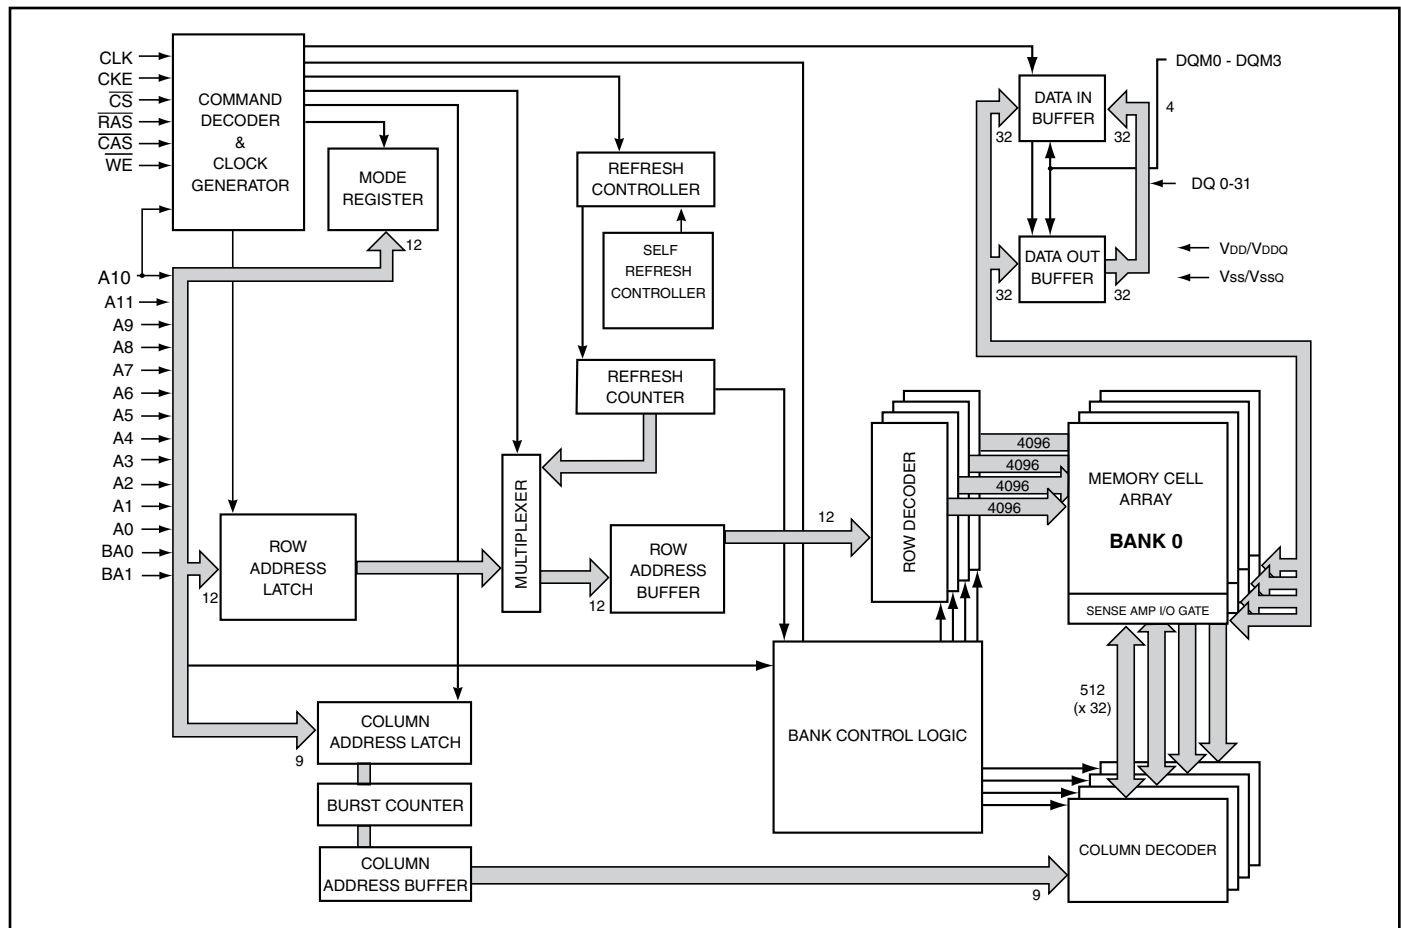 CLK
CKE
CS
RAS
CAS
WE
COMMAND
DECODER
&
CLOCK
GENERATOR
MODE
REGISTER
12
REFRESH
CONTROLLER
SELF
REFRESH
CONTROLLER
REFRESH
COUNTER
DATA IN
BUFFER
32
32
DQM0 - DQM3
4
DQ 0-31
DATA OUT
BUFFER
32
32
VDD/VDDQ
Vss/VssQ
A10
A11
A9
A8
A7
A6
A5
A4
A3
A2
A1
A0
BA0
BA1
12
ROW
ADDRESS
LATCH
MULTIPLEXER
12
ROW
ADDRESS
BUFFER
12
ROW DECODER
4096
4096
4096
4096
MEMORY CELL
ARRAY
BANK 0
SENSE AMP I/O GATE
512
(x 32)
BANK CONTROL LOGIC
9
COLUMN
ADDRESS LATCH
BURST COUNTER
COLUMN
ADDRESS BUFFER
9
COLUMN DECODER